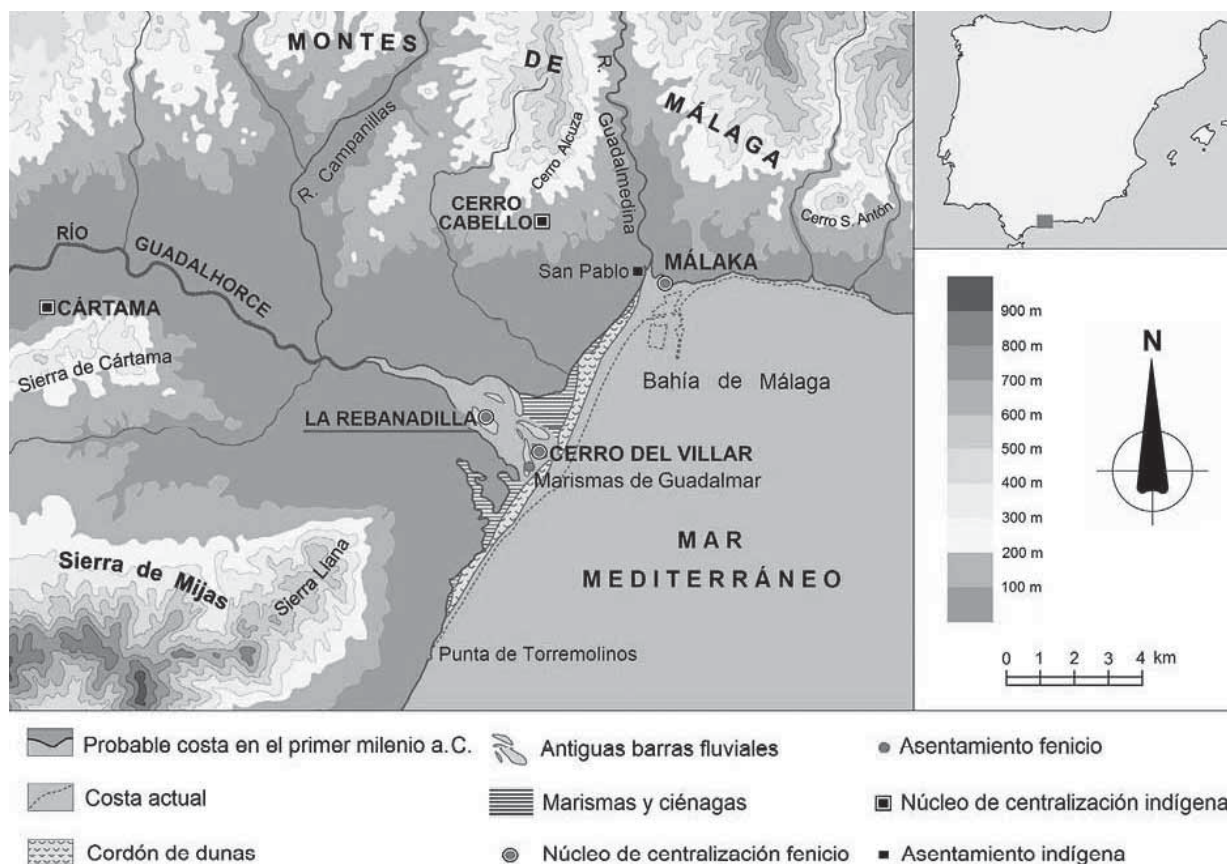 MONTES
DE
MÁLAGA
R. Campanillas
Cerro Alcuza
R. Guadalmedina
CERRO
CABELLO
Cerro S. Antón
RÍO
GUADALHORCE
San Pablo
MÁLAKA
CÁRTAMA
Sierra de Cártama
Bahía de Málaga
LA REBANADILLA
CERRO DEL VILLAR
Marismas de Guadalmar
MAR
MEDITERRÁNEO
Sierra de Mijas
Sierra Llana
Punta de Torremolinos
900 m
800 m
700 m
600 m
500 m
400 m
300 m
200 m
100 m
N
0 1 2 3 4 km
Probable costa en el primer milenio a.C.
Costa actual
Cordón de dunas
Antiguas barras fluviales
Marismas y ciénagas
Núcleo de centralización fenicio
Asentamiento fenicio
Núcleo de centralización indígena
Asentamiento indígena